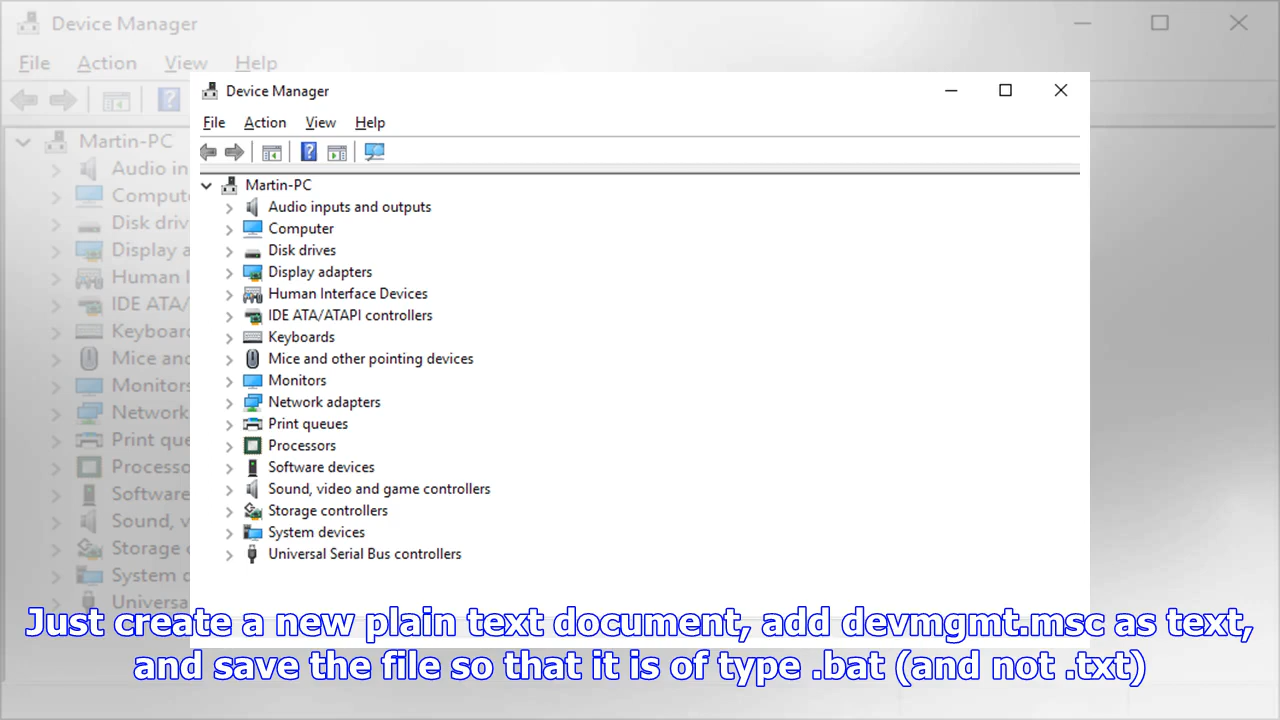 Device Manager
File Action View Help
Martin-PC
Audio in
Compute
Disk driv
Display a
Human I
IDE ATA/
Keyboard
Mice and
Monitors
Network
Print que
Processo
Software
Sound, v
Storage c
System d
Universa
Device Manager
File Action View Help
Martin-PC
Audio inputs and outputs
Computer
Disk drives
Display adapters
Human Interface Devices
IDE ATA/ATAPI controllers
Keyboards
Mice and other pointing devices
Monitors
Network adapters
Print queues
Processors
Software devices
Sound, video and game controllers
Storage controllers
System devices
Universal Serial Bus controllers
Just create a new plain text document, add devmgmt.msc as text,
and save the file so that it is of type .bat (and not .txt)